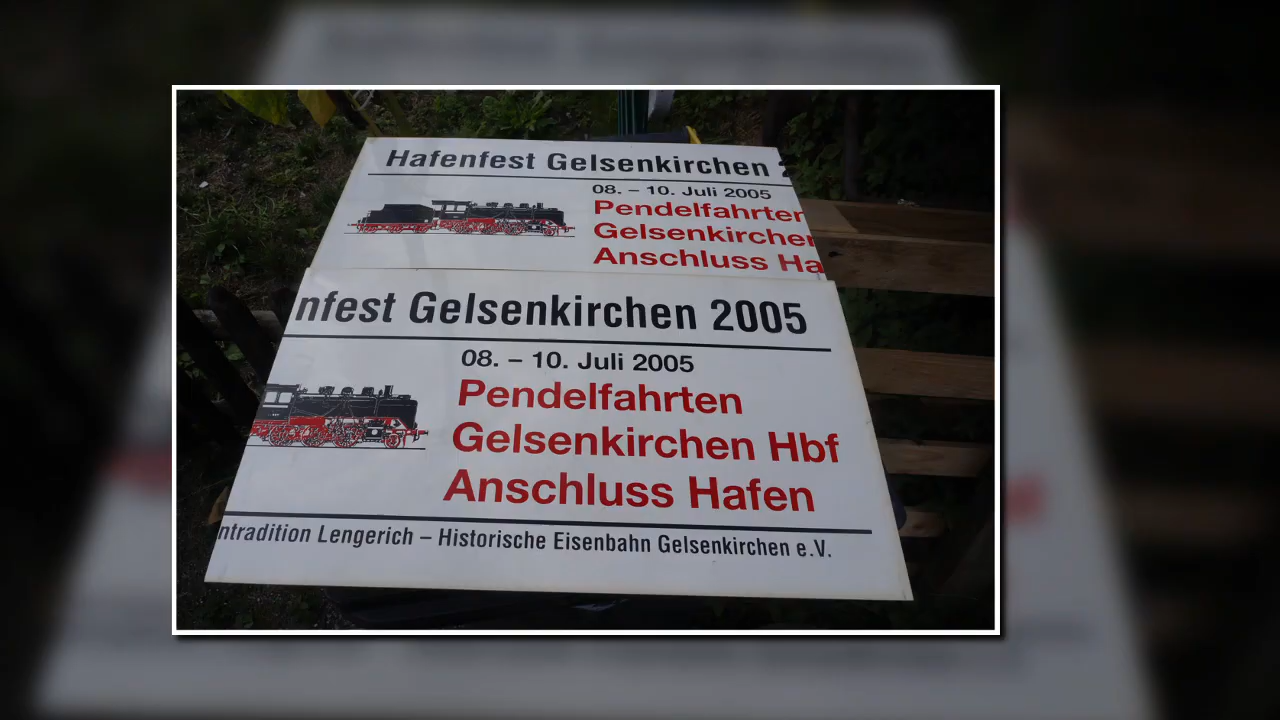 Hafenfest Gelsenkirchen
08. – 10. Juli 2005
Pendelfahrten
Gelsenkirchen
Anschluss Ha
nfest Gelsenkirchen 2005
08. – 10. Juli 2005
Pendelfahrten
Gelsenkirchen Hbf
Anschluss Hafen
ntradition Lengerich – Historische Eisenbahn Gelsenkirchen e.V.